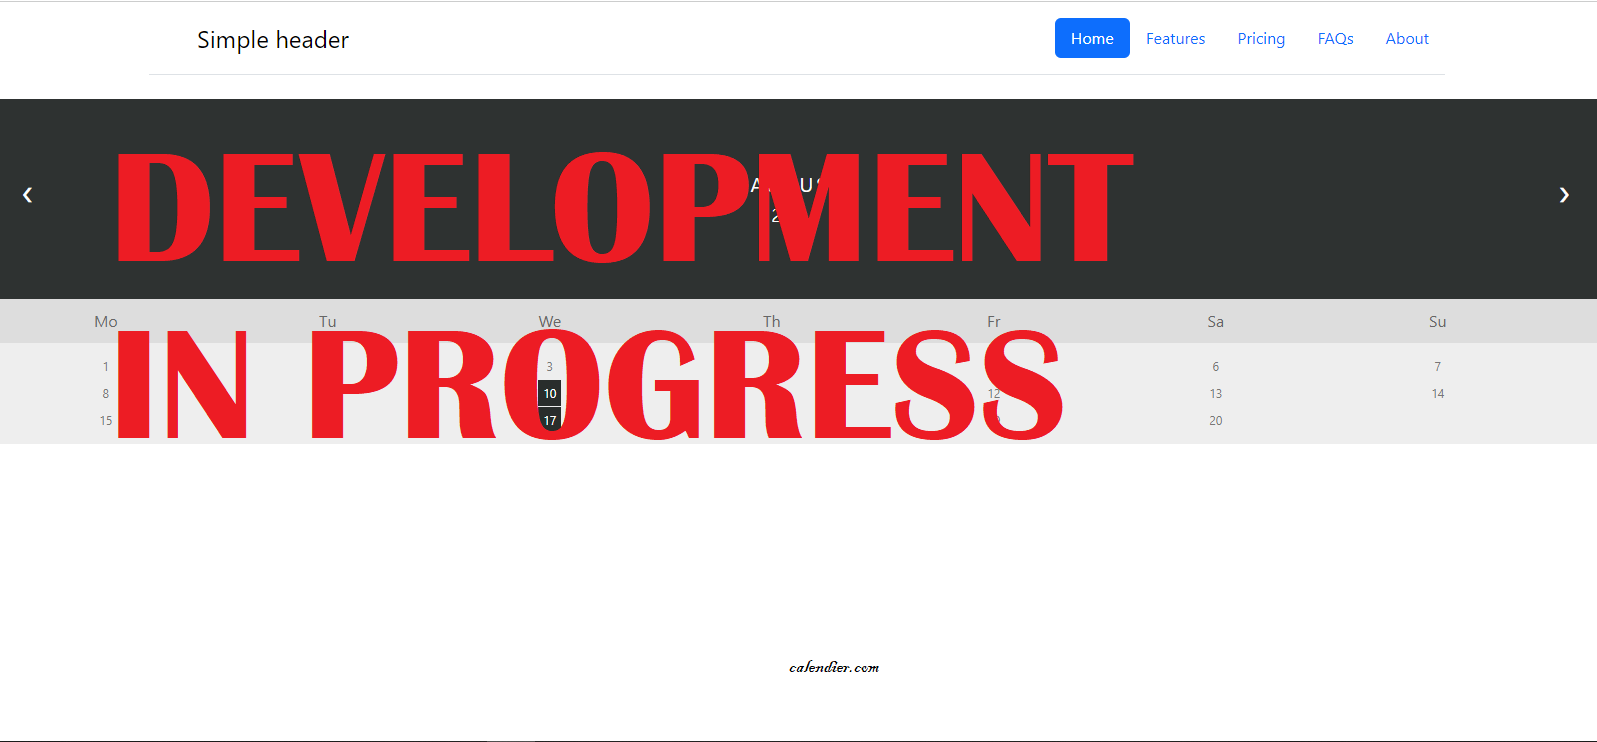 Simple header
Home Features Pricing FAQs About
❮ ❯
DEVELOPMENT
Mo Tu We Th Fr Sa Su
IN PROGRESS
1 3 6 7
8 10 12 13 14
15 17 20
calendier.com